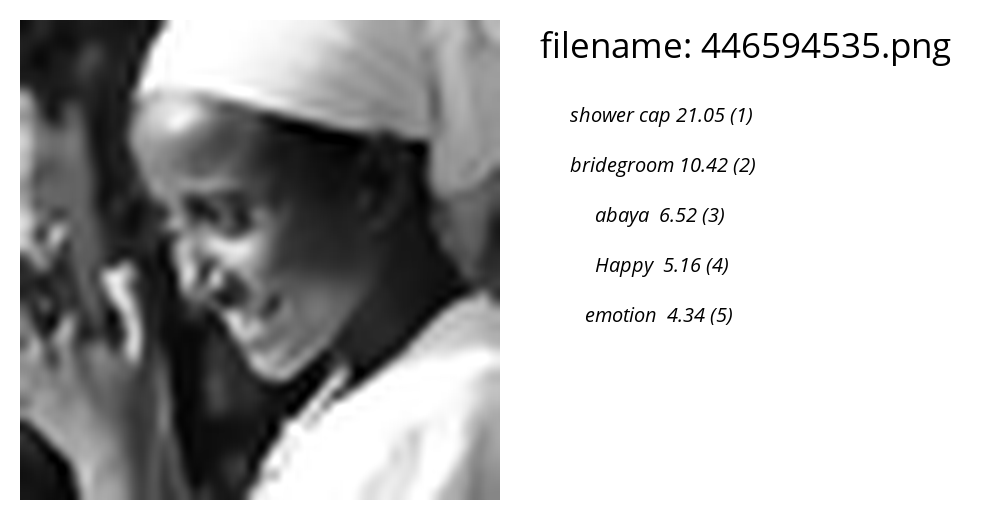 filename: 446594535.png
shower cap 21.05 (1)
bridegroom 10.42 (2)
abaya 6.52 (3)
Happy 5.16 (4)
emotion 4.34 (5)